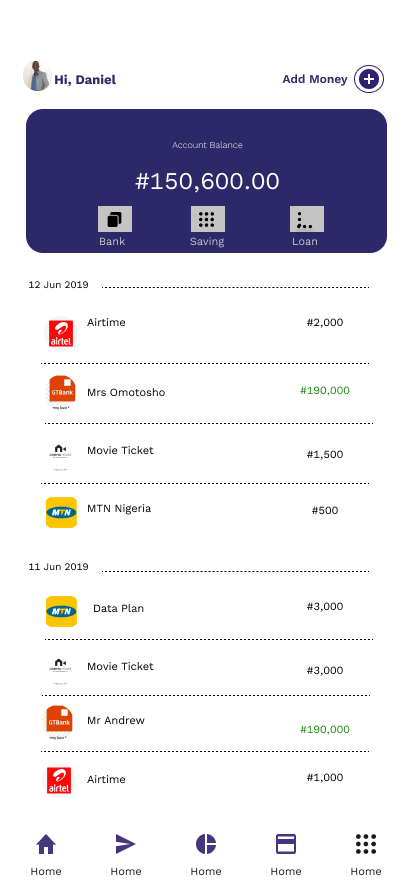 Hi, Daniel
Add Money
Account Balance
#150,600.00
Bank Saving Loan
12 Jun 2019
airtel
Airtime
#2,000
GTBank
Mrs Omotosho
#190,000
Movie Ticket
#1,500
MTN
MTN Nigeria
#500
11 Jun 2019
MTN
Data Plan
#3,000
Movie Ticket
#3,000
GTBank
Mr Andrew
#190,000
airtel
Airtime
#1,000
Home Home Home Home Home